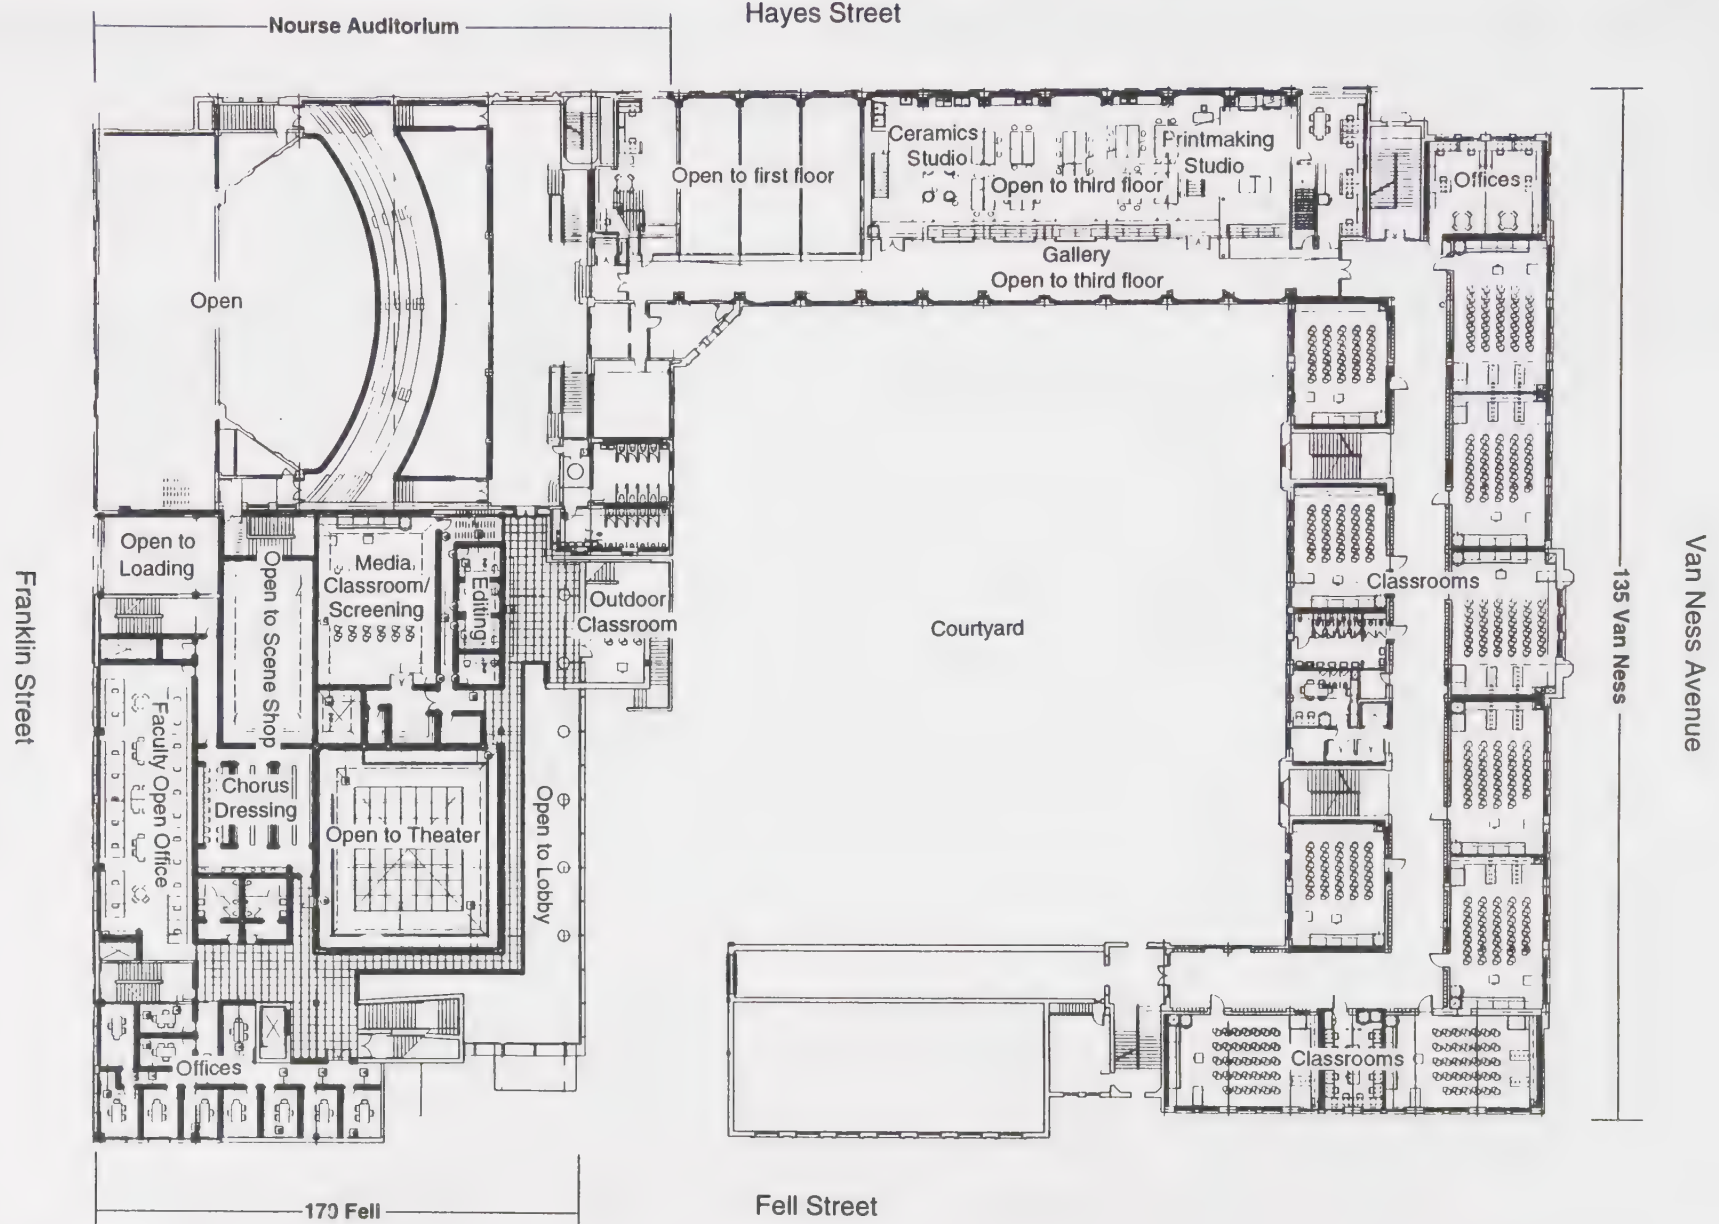 Hayes Street
Nourse Auditorium
Ceramics
Studio
Printmaking
Studio
Open to first floor
Open to third floor
Offices
Gallery
Open to third floor
Open
Open to
Loading
Open to Scene Shop
Media
Classroom/
Screening
Editing
Outdoor
Classroom
Courtyard
Classrooms
135 Van Ness
Van Ness Avenue
Franklin Street
Faculty Open Office
Chorus
Dressing
Open to Theater
Open to Lobby
Offices
Classrooms
170 Fell
Fell Street